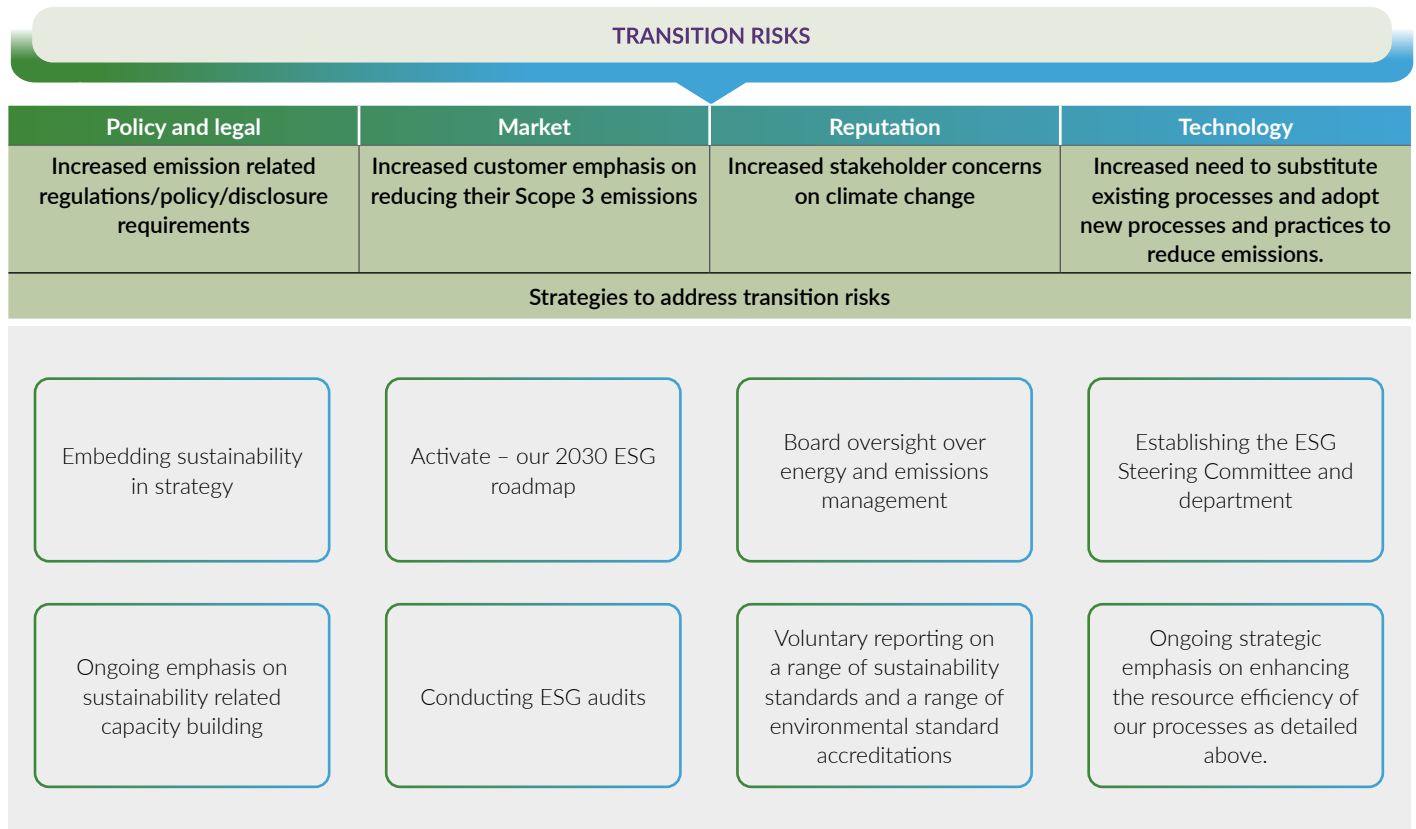 TRANSITION RISKS
Policy and legal
Market
Reputation
Technology
Increased emission related
regulations/policy/disclosure
requirements
Increased customer emphasis on
reducing their Scope 3 emissions
Increased stakeholder concerns
on climate change
Increased need to substitute
existing processes and adopt
new processes and practices to
reduce emissions.
Strategies to address transition risks
Embedding sustainability
in strategy
Activate – our 2030 ESG
roadmap
Board oversight over
energy and emissions
management
Establishing the ESG
Steering Committee and
department
Ongoing emphasis on
sustainability related
capacity building
Conducting ESG audits
Voluntary reporting on
a range of sustainability
standards and a range of
environmental standard
accreditations
Ongoing strategic
emphasis on enhancing
the resource efficiency of
our processes as detailed
above.